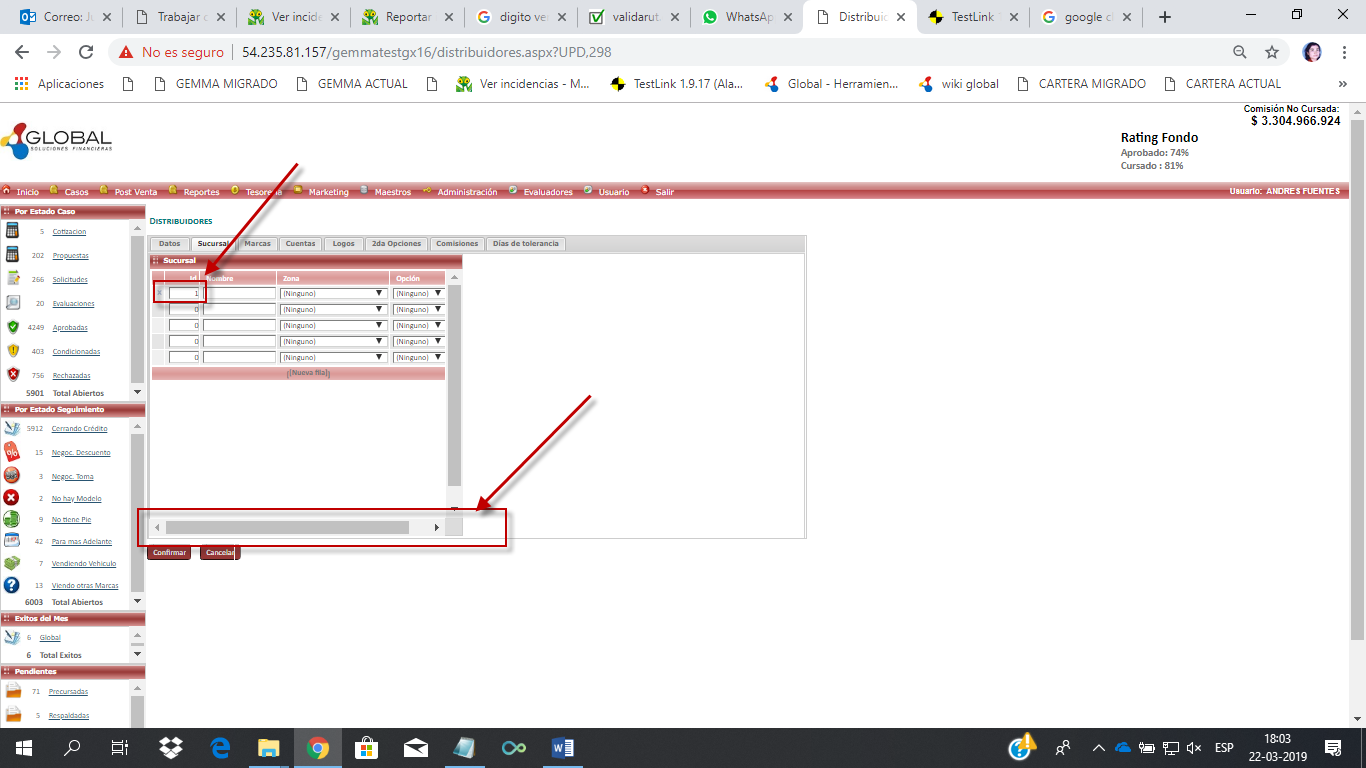 Correo: Ju
Trabajar c
Ver incide
Reportar
digito ver
validarut.
WhatsAp
Distribuid
TestLink 1
google ch
No es seguro
54.235.81.157/gemmatestgx16/distribuidores.aspx?UPD,298
Aplicaciones
GEMMA MIGRADO
GEMMA ACTUAL
Ver incidencias - M...
TestLink 1.9.17 (Ala...
Global - Herramien...
wiki global
CARTERA MIGRADO
CARTERA ACTUAL
»
Comisión No Cursada:
$ 3.304.966.924
GLOBAL
SOLUCIONES FINANCIERAS
Rating Fondo
Aprobado: 74%
Cursado : 81%
Inicio Casos Post Venta Reportes Tesorería Marketing Maestros Administración Evaluadores Usuario Salir
Usuario: ANDRES FUENTES
Por Estado Caso
5 Cotizacion
202 Propuestas
266 Solicitudes
20 Evaluaciones
4249 Aprobadas
403 Condicionadas
756 Rechazadas
5901 Total Abiertos
Por Estado Seguimiento
5912 Cerrando Crédito
15 Negoc. Descuento
3 Negoc. Toma
2 No hay Modelo
9 No tiene Pie
42 Para mas Adelante
7 Vendiendo Vehiculo
13 Viendo otras Marcas
6003 Total Abiertos
Exitos del Mes
6 Global
6 Total Exitos
Pendientes
71 Precursadas
5 Respaldadas
DISTRIBUIDORES
Datos Sucursal Marcas Cuentas Logos 2da Opciones Comisiones Días de tolerancia
Sucursal
Id Nombre Zona Opción
1 (Ninguno) (Ninguno)
0 (Ninguno) (Ninguno)
0 (Ninguno) (Ninguno)
0 (Ninguno) (Ninguno)
0 (Ninguno) (Ninguno)
[(Nueva fila)]
Confirmar
Cancelar
ESP
18:03
22-03-2019